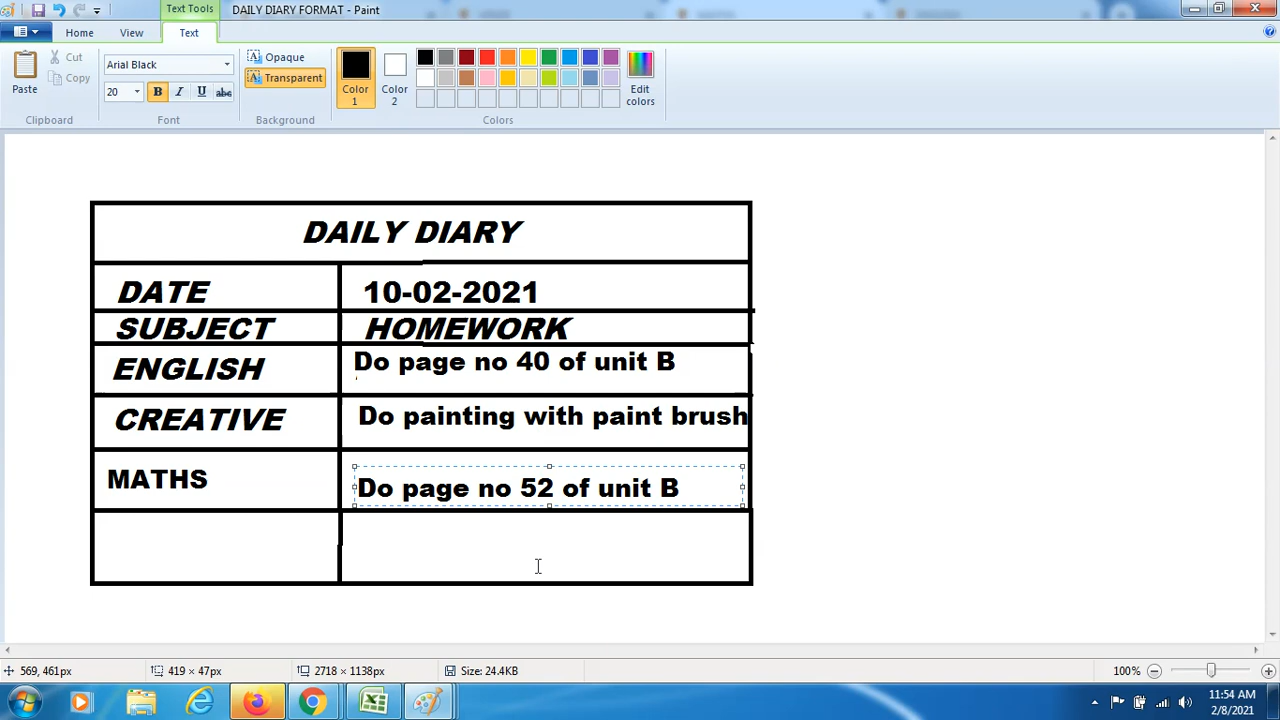 Text Tools
DAILY DIARY FORMAT - Paint
Home View Text
Paste
Cut
Copy
Clipboard
Arial Black
20 B I U abc
Font
Opaque
Transparent
Background
Color 1
Color 2
Edit colors
Colors
DAILY DIARY
DATE 10-02-2021
SUBJECT HOMEWORK
ENGLISH Do page no 40 of unit B
CREATIVE Do painting with paint brush
MATHS Do page no 52 of unit B
569, 461px 419 × 47px 2718 × 1138px Size: 24.4KB 100%
11:54 AM
2/8/2021